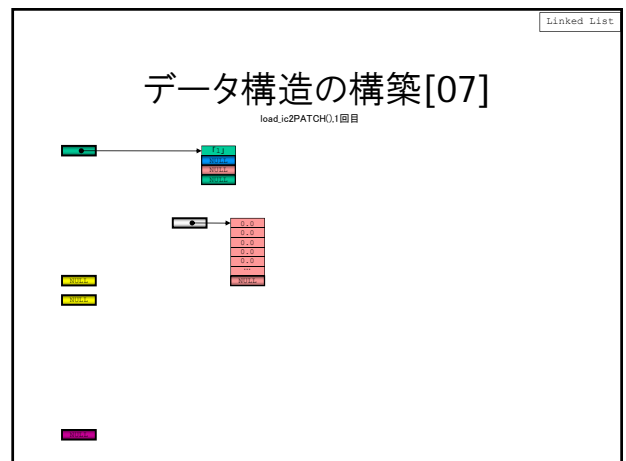 Linked List
データ構造の構築[07]
load_ic2PATCH(),1回目
fij
NULL
NULL
NULL
0.0
0.0
0.0
0.0
0.0
...
NULL
NULL
NULL
NULL